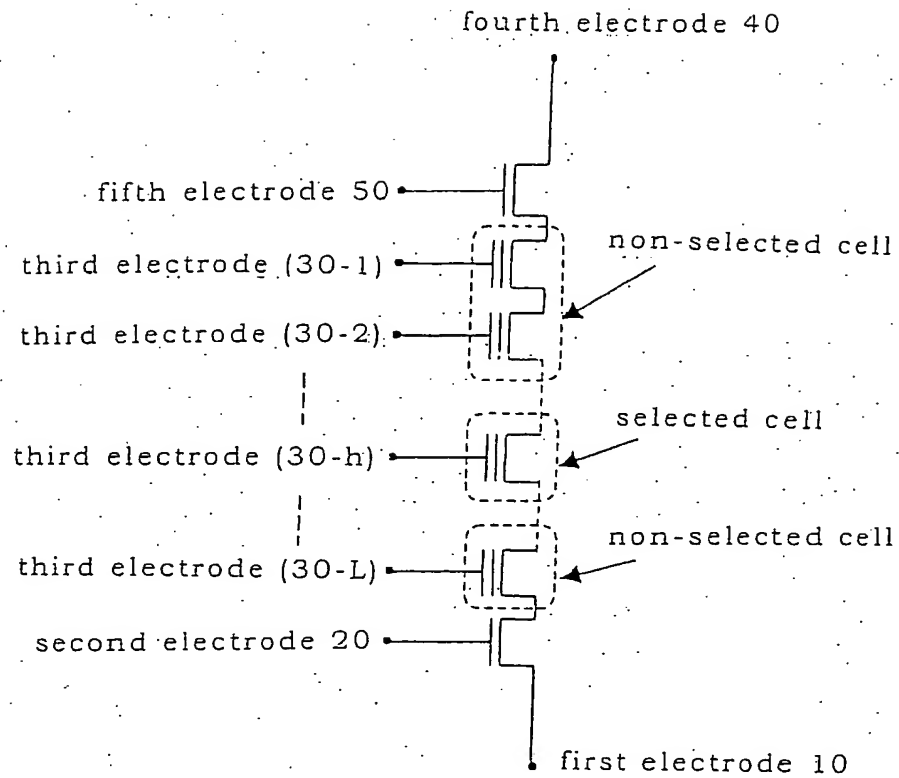 fourth electrode 40
fifth electrode 50
non-selected cell
third electrode (30-1)
third electrode (30-2)
selected cell
third electrode (30-h)
non-selected cell
third electrode (30-L)
second electrode 20
first electrode 10